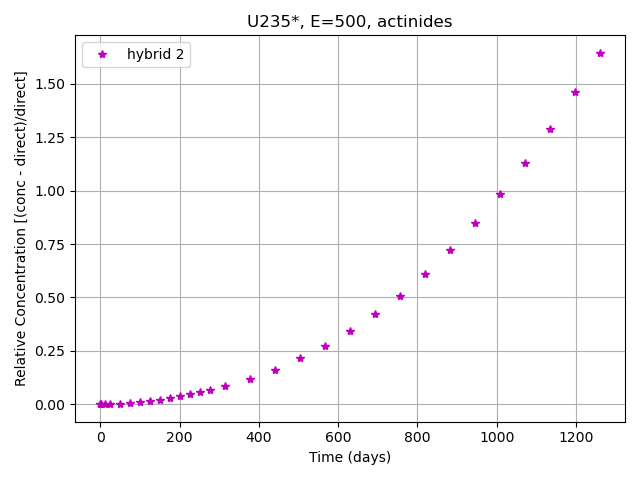 U235*, E=500, actinides
hybrid 2
Relative Concentration [(conc - direct)/direct]
1.50
1.25
1.00
0.75
0.50
0.25
0.00
0 200 400 600 800 1000 1200
Time (days)